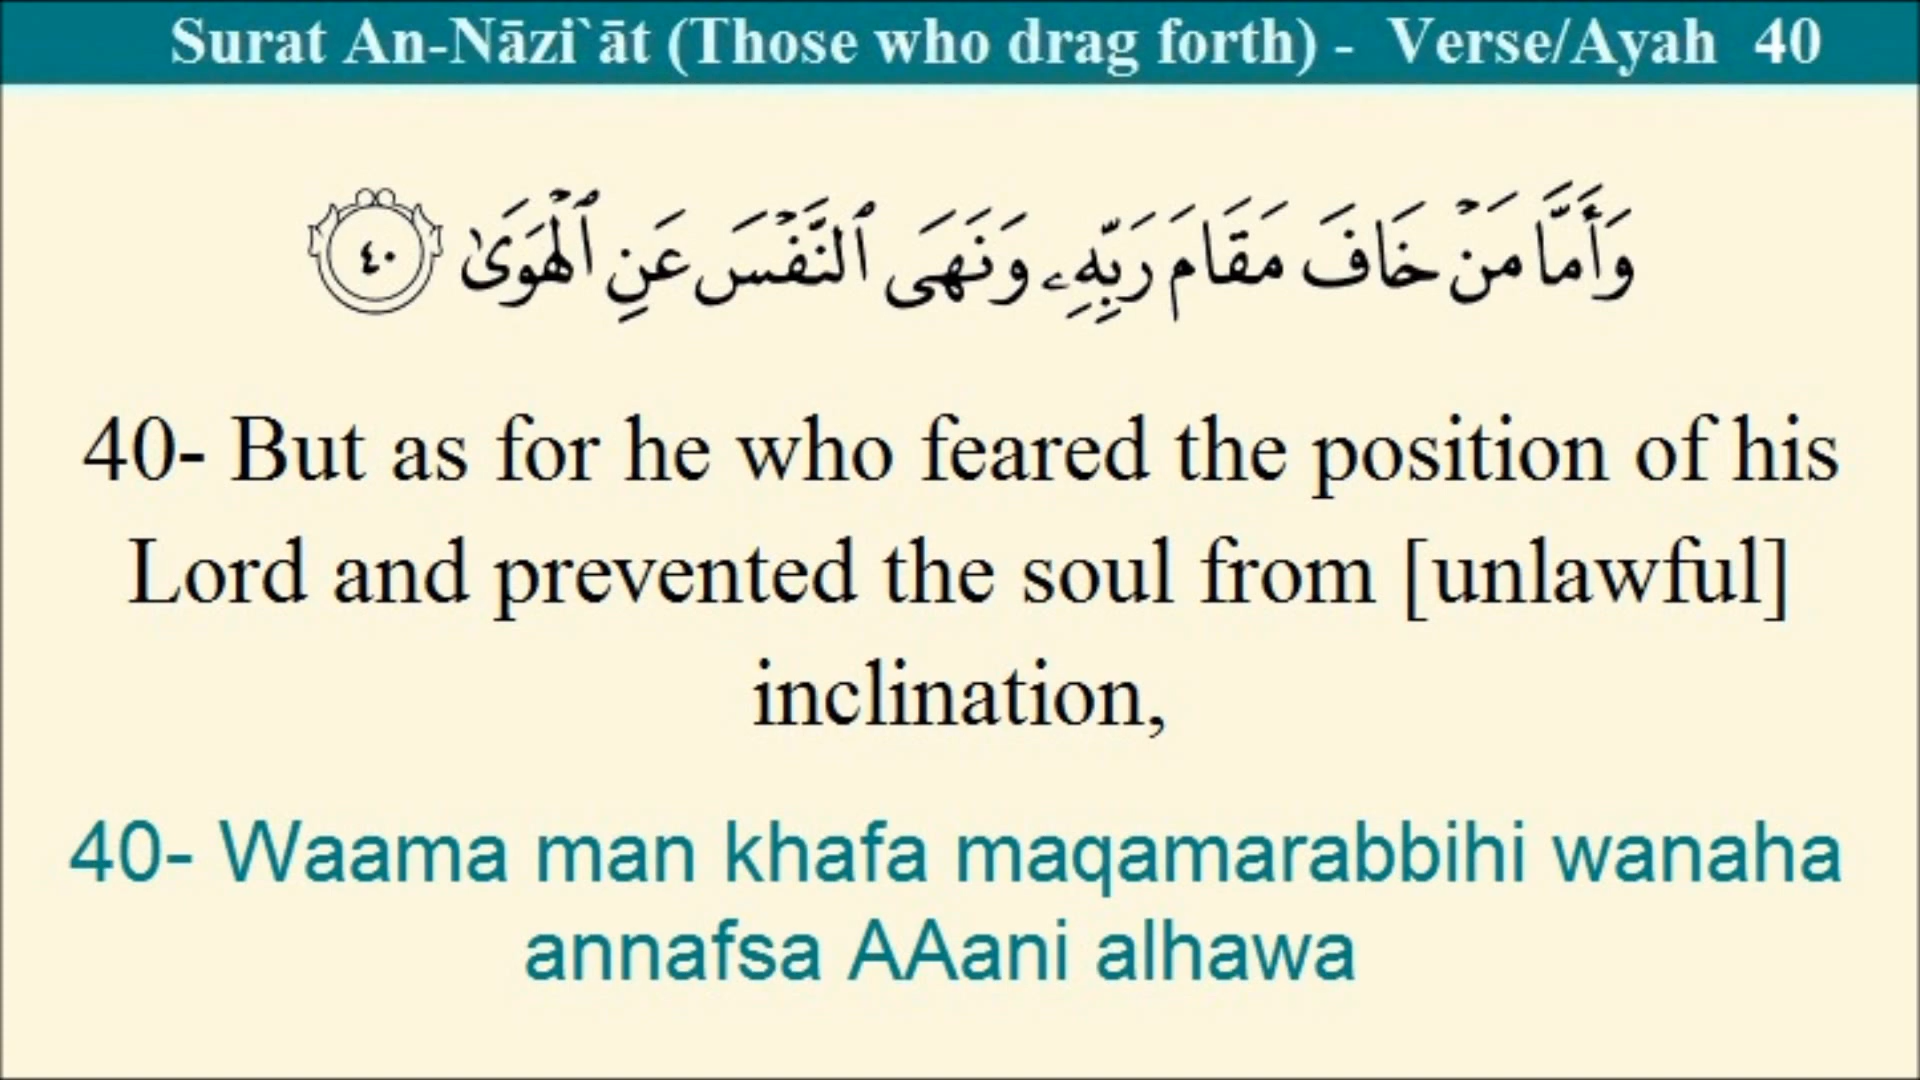 Surat An-Nāzi`āt (Those who drag forth) - Verse/Ayah 40
وَأَمَّا مَنْ خَافَ مَقَامَ رَبِّهِۦ وَنَهَى ٱلنَّفْسَ عَنِ ٱلْهَوَىٰ ٤٠
40- But as for he who feared the position of his
Lord and prevented the soul from [unlawful]
inclination,
40- Waama man khafa maqamarabbihi wanaha
annafsa AAani alhawa